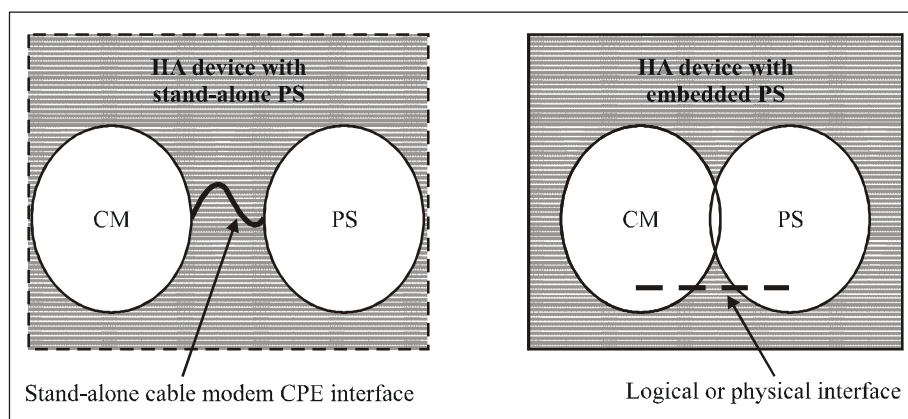 HA device with
stand-alone PS
CM
PS
Stand-alone cable modem CPE interface
HA device with
embedded PS
CM
PS
Logical or physical interface